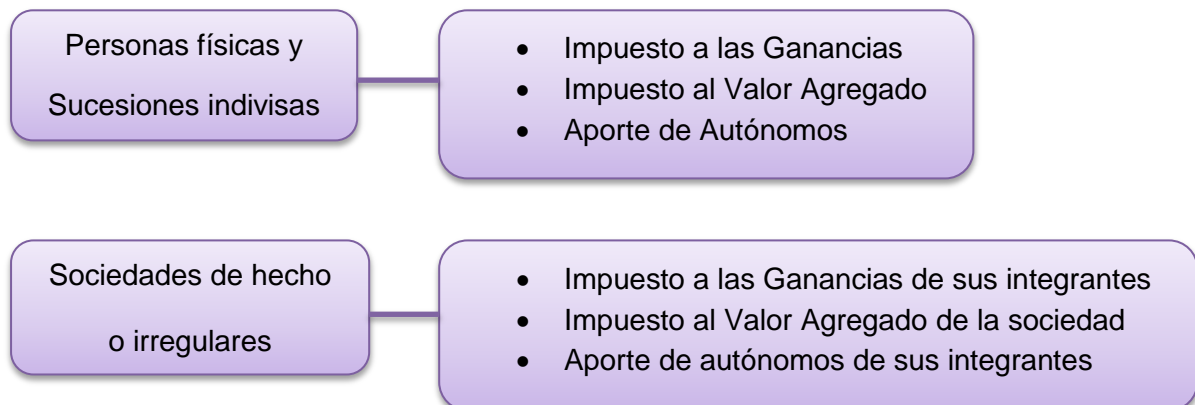 Personas físicas y
Sucesiones indivisas
• Impuesto a las Ganancias
• Impuesto al Valor Agregado
• Aporte de Autónomos
Sociedades de hecho
o irregulares
• Impuesto a las Ganancias de sus integrantes
• Impuesto al Valor Agregado de la sociedad
• Aporte de autónomos de sus integrantes